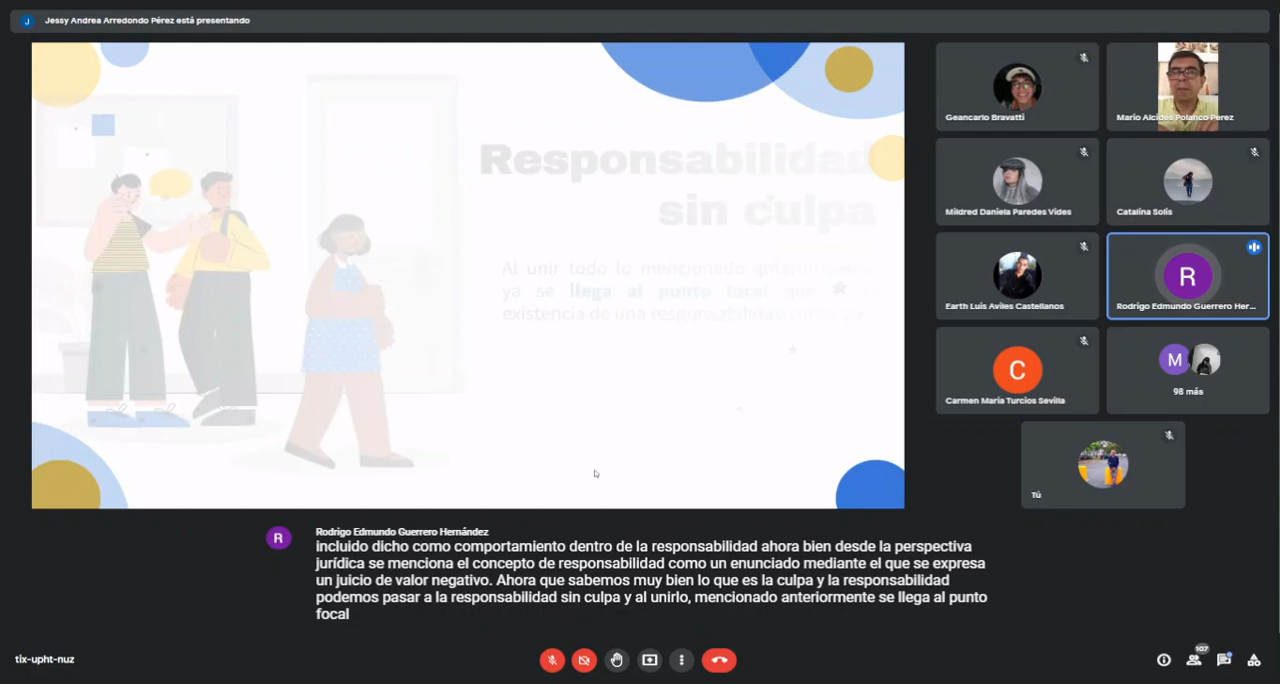 J
Jessy Andrea Arredondo Pérez está presentando
Responsabilidad
sin culpa
Al unir todo lo mencionado anteriormente
ya se llega al punto focal que
existencia de una responsabilidad
Geancarlo Bravatti
Mario Alcides Polanco Perez
Mildred Daniela Paredes Vides
Catalina Solis
Earth Luis Aviles Castellanos
R
Rodrigo Edmundo Guerrero Her...
C
Carmen María Turcios Sevilla
M
98 más
Tú
R
Rodrigo Edmundo Guerrero Hernández
incluido dicho como comportamiento dentro de la responsabilidad ahora bien desde la perspectiva
jurídica se menciona el concepto de responsabilidad como un enunciado mediante el que se expresa
un juicio de valor negativo. Ahora que sabemos muy bien lo que es la culpa y la responsabilidad
podemos pasar a la responsabilidad sin culpa y al unirlo, mencionado anteriormente se llega al punto
focal
tix-upht-nuz
107